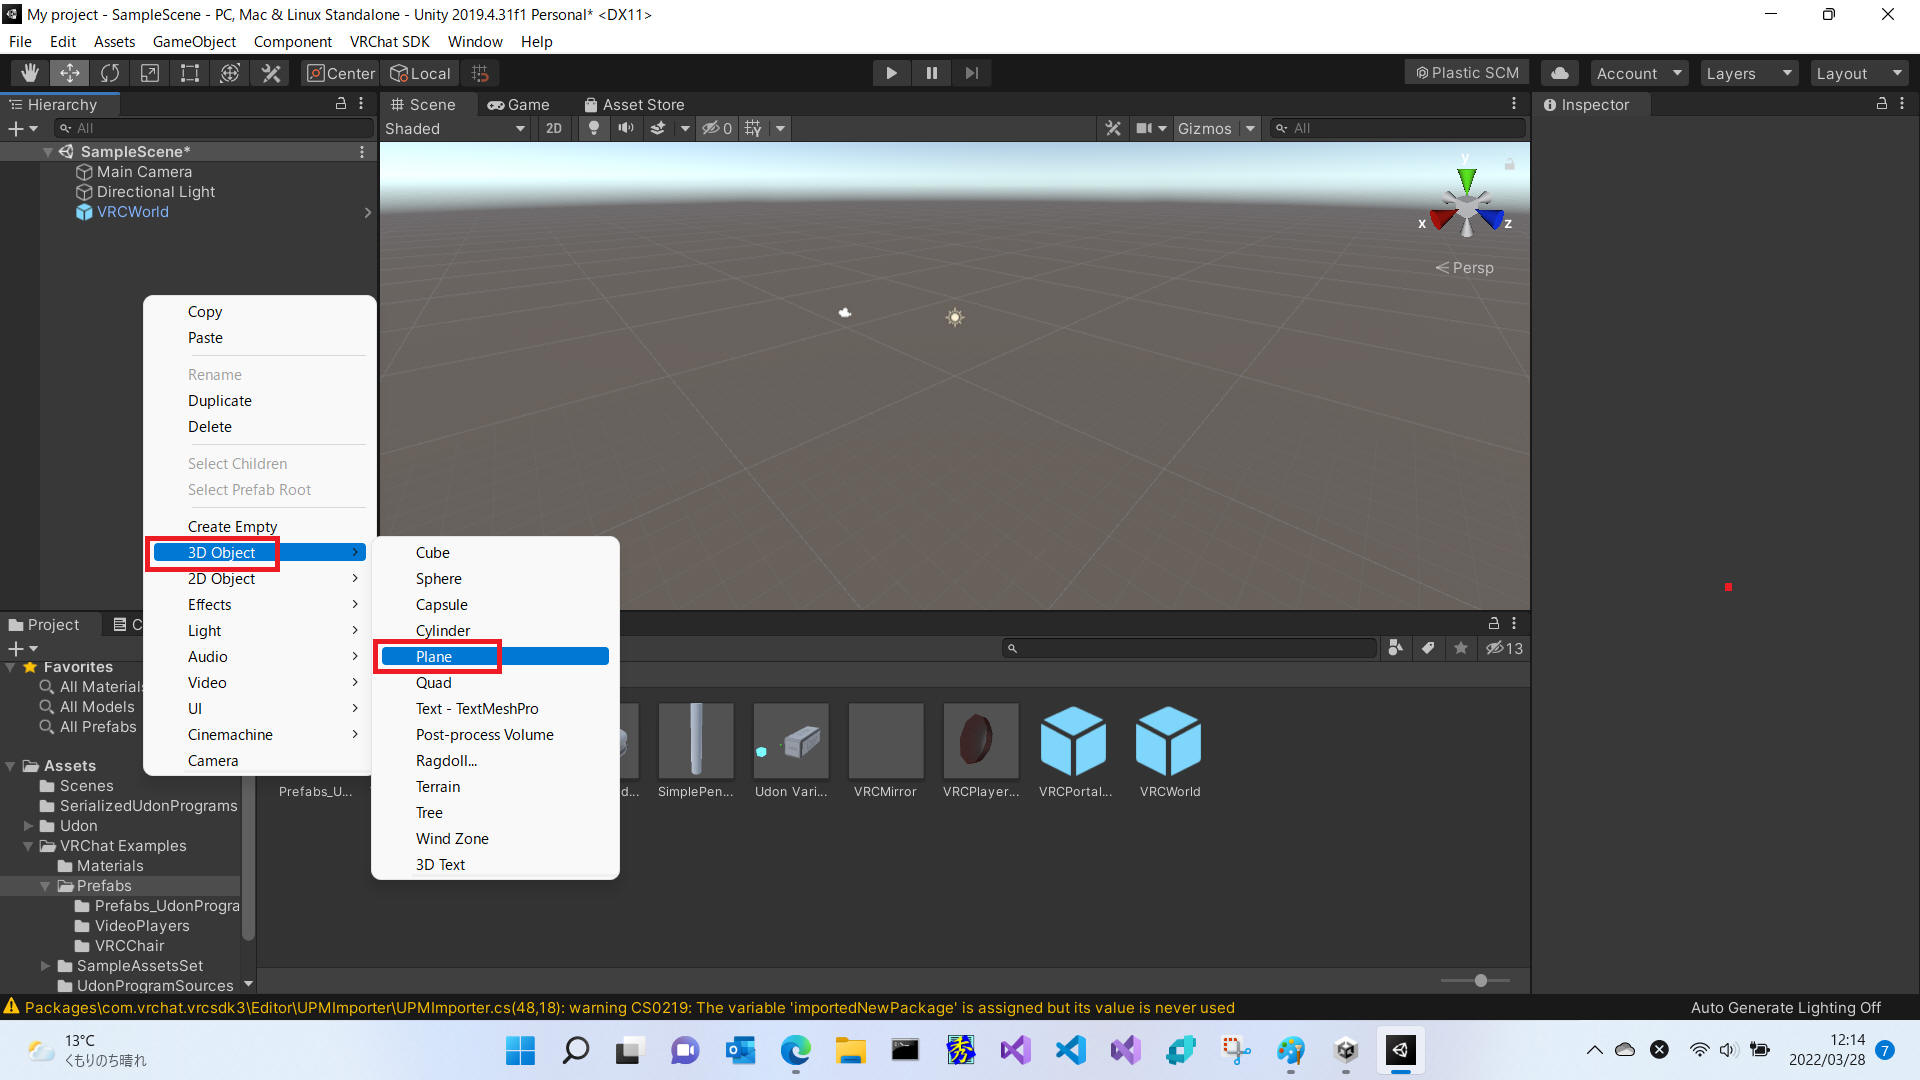 My project - SampleScene - PC, Mac & Linux Standalone - Unity 2019.4.31f1 Personal* <DX11>
File Edit Assets GameObject Component VRChat SDK Window Help
Center Local Plastic SCM Account Layers Layout
Hierarchy
Scene Game Asset Store
Inspector
All
Shaded 2D 0 Gizmos All
SampleScene*
Main Camera
Directional Light
VRCWorld
y
x z
Persp
Copy
Paste
Rename
Duplicate
Delete
Select Children
Select Prefab Root
Create Empty
3D Object
2D Object
Effects
Light
Audio
Video
UI
Cinemachine
Camera
Cube
Sphere
Capsule
Cylinder
Plane
Quad
Text - TextMeshPro
Post-process Volume
Ragdoll...
Terrain
Tree
Wind Zone
3D Text
Project C
13
Favorites
All Materials
All Models
All Prefabs
Assets
Scenes
SerializedUdonPrograms
Udon
VRChat Examples
Materials
Prefabs
Prefabs_UdonProgra
VideoPlayers
VRCChair
SampleAssetsSet
UdonProgramSources
Prefabs_U... d... SimplePen... Udon Vari... VRCMirror VRCPlayer... VRCPortal... VRCWorld
Packages\com.vrchat.vrcsdk3\Editor\UPMImporter\UPMImporter.cs(48,18): warning CS0219: The variable 'importedNewPackage' is assigned but its value is never used
Auto Generate Lighting Off
13°C
くもりのち晴れ
秀
12:14
2022/03/28
7